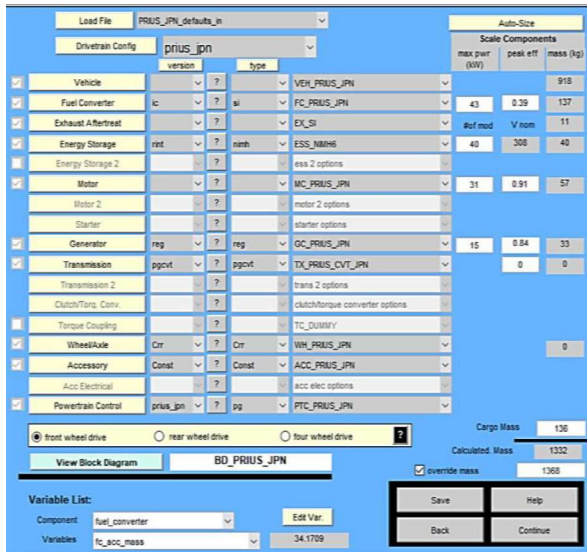 Load File PRIUS_JPN_defaults_in Auto-Size
Drivetrain Config prius_jpn Scale Components
version type max pwr (kW) peak eff mass (kg)
Vehicle ? VEH_PRIUS_JPN 918
Fuel Converter ic ? si FC_PRIUS_JPN 43 0.39 137
Exhaust Aftertreat ? EX_SI #of mod V nom 11
Energy Storage rint ? nimh ESS_NIMH6 40 308 40
Energy Storage 2 ? ess 2 options
Motor ? MC_PRIUS_JPN 31 0.91 57
Motor 2 ? motor 2 options
Starter ? starter options
Generator reg ? reg GC_PRIUS_JPN 15 0.84 33
Transmission pgcvt ? pgcvt TX_PRIUS_CVT_JPN 0 0
Transmission 2 ? trans 2 options
Clutch/Torq. Conv. ? clutch/torque converter options
Torque Coupling ? TC_DUMMY
Wheel/Axle Crr ? Crr WH_PRIUS_JPN 0
Accessory Const ? Const ACC_PRIUS_JPN
Acc Electrical ? acc elec options
Powertrain Control prius_jpn ? pg PTC_PRIUS_JPN
front wheel drive rear wheel drive four wheel drive ? Cargo Mass 136
Calculated. Mass 1332
View Block Diagram BD_PRIUS_JPN override mass 1368
Variable List: Save Help
Component fuel_converter Edit Var.
Variables fc_acc_mass 34.1709 Back Continue